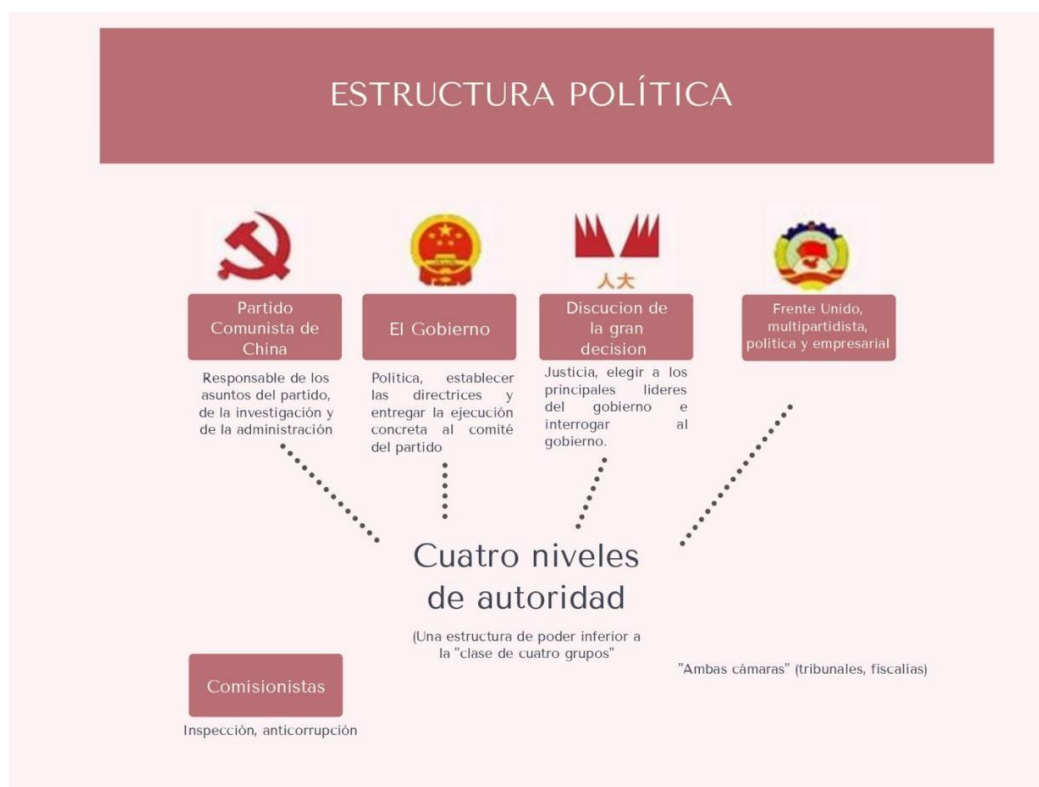 ESTRUCTURA POLÍTICA
人大
Partido
Comunista de
China
El Gobierno
Discucion de
la gran
decision
Frente Unido,
multipartidista,
política y empresarial
Responsable de los
asuntos del partido,
de la investigación y
de la administración
Política, establecer
las directrices y
entregar la ejecución
concreta al comité
del partido
Justicia, elegir a los
principales lideres
del gobierno e
interrogar al
gobierno.
Cuatro niveles
de autoridad
(Una estructura de poder inferior a
la "clase de cuatro grupos"
"Ambas cámaras" (tribunales, fiscalías)
Comisionistas
Inspección, anticorrupción